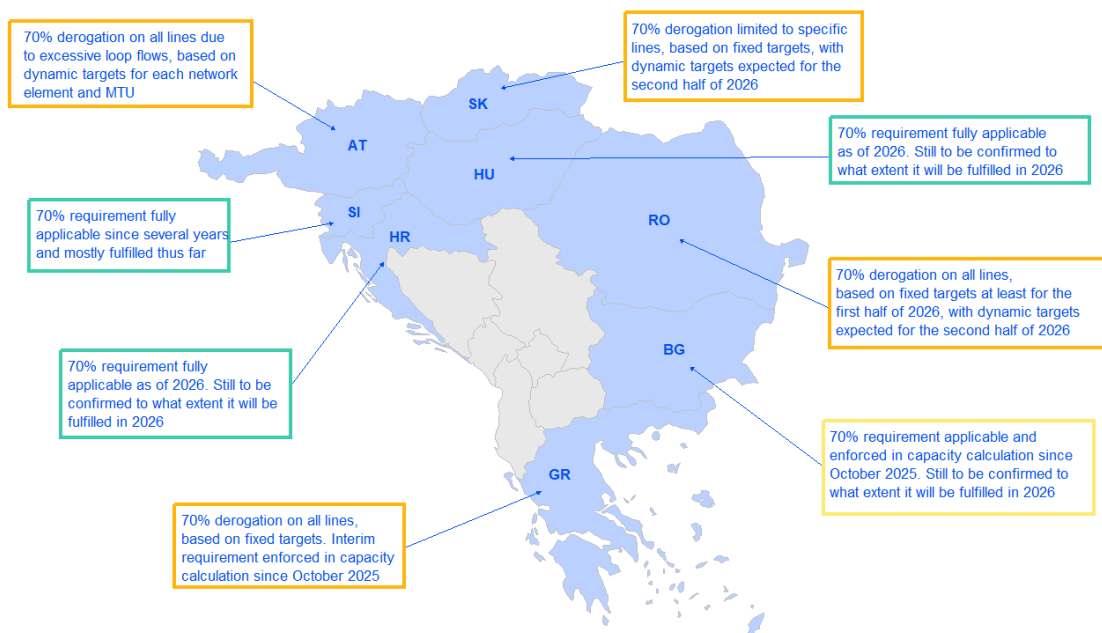 70% derogation on all lines due
to excessive loop flows, based on
dynamic targets for each network
element and MTU
70% derogation limited to specific
lines, based on fixed targets, with
dynamic targets expected for the
second half of 2026
SK
AT
70% requirement fully applicable
as of 2026. Still to be confirmed to
what extent it will be fulfilled in 2026
HU
70% requirement fully
applicable since several years
and mostly fulfilled thus far
SI
HR
RO
70% derogation on all lines,
based on fixed targets at least for the
first half of 2026, with dynamic targets
expected for the second half of 2026
BG
70% requirement fully
applicable as of 2026. Still to be
confirmed to what extent it will be
fulfilled in 2026
70% requirement applicable and
enforced in capacity calculation since
October 2025. Still to be confirmed to
what extent it will be fulfilled in 2026
GR
70% derogation on all lines,
based on fixed targets. Interim
requirement enforced in capacity
calculation since October 2025